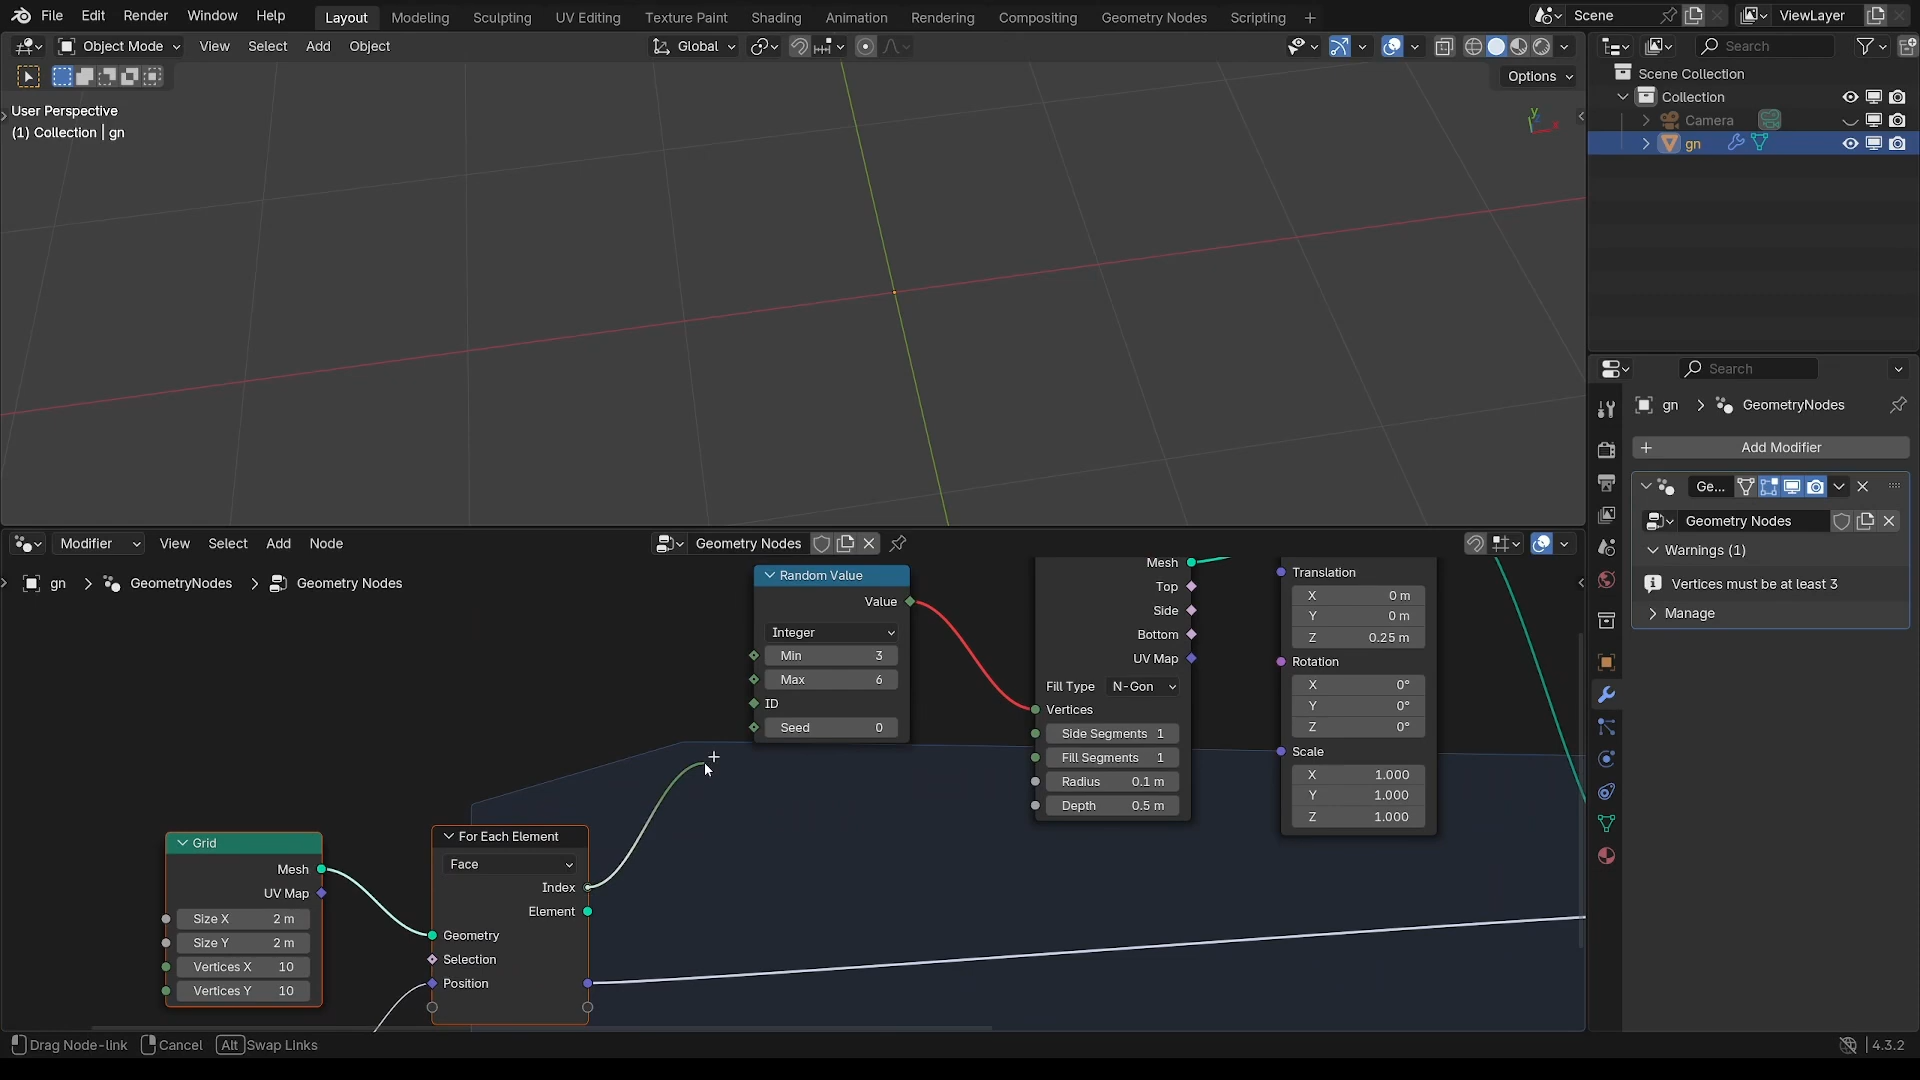 File Edit Render Window Help Layout Modeling Sculpting UV Editing Texture Paint Shading Animation Rendering Compositing Geometry Nodes Scripting + Scene ViewLayer
Object Mode View Select Add Object Global Search
Options
User Perspective
(1) Collection | gn
Y
X
Scene Collection
Collection
Camera
gn
Search
gn > GeometryNodes
+ Add Modifier
Ge...
Geometry Nodes
Warnings (1)
Vertices must be at least 3
Manage
Modifier View Select Add Node Geometry Nodes
gn > GeometryNodes > Geometry Nodes
Random Value
Value
Integer
Min 3
Max 6
ID
Seed 0
Mesh
Top
Side
Bottom
UV Map
Fill Type N-Gon
Vertices
Side Segments 1
Fill Segments 1
Radius 0.1 m
Depth 0.5 m
Translation
X 0 m
Y 0 m
Z 0.25 m
Rotation
X 0°
Y 0°
Z 0°
Scale
X 1.000
Y 1.000
Z 1.000
Grid
Mesh
UV Map
Size X 2 m
Size Y 2 m
Vertices X 10
Vertices Y 10
For Each Element
Face
Index
Element
Geometry
Selection
Position
Drag Node-link Cancel Alt Swap Links 4.3.2